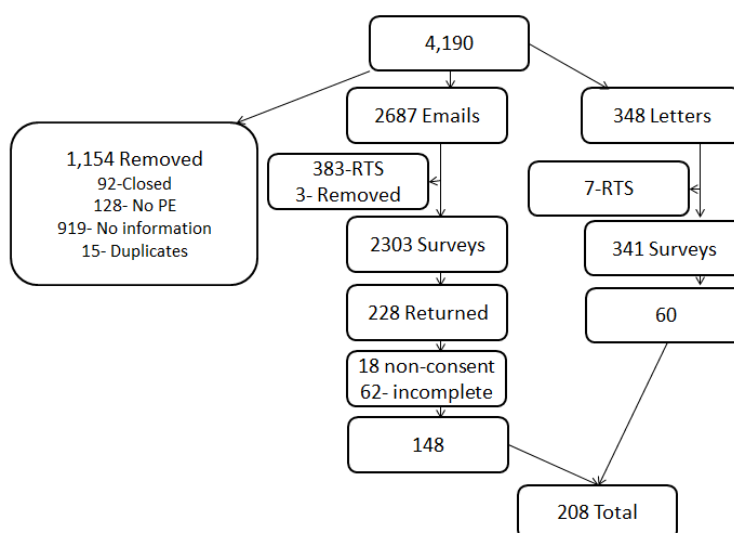 4,190
2687 Emails
348 Letters
1,154 Removed
92-Closed
128- No PE
919- No information
15- Duplicates
383-RTS
3- Removed
7-RTS
2303 Surveys
341 Surveys
228 Returned
60
18 non-consent
62- incomplete
148
208 Total